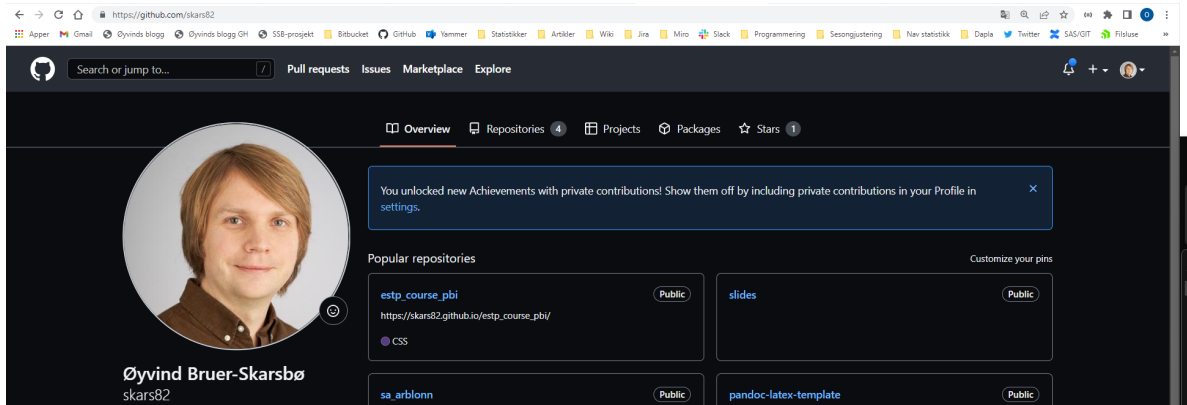 https://github.com/skars82
Apper Gmail Øyvinds blogg Øyvinds blogg GH SSB-prosjekt Bitbucket GitHub Yammer Statistikker Artikler Wiki Jira Miro Slack Programmering Sesongjustering Nav statistikk Dapla Twitter SAS/GIT Filsluse »
Search or jump to... / Pull requests Issues Marketplace Explore
Overview Repositories 4 Projects Packages Stars 1
You unlocked new Achievements with private contributions! Show them off by including private contributions in your Profile in
settings.
Popular repositories Customize your pins
estp_course_pbi Public
https://skars82.github.io/estp_course_pbi/
CSS
slides Public
Øyvind Bruer-Skarsbø
skars82
sa_arblonn Public
pandoc-latex-template Public